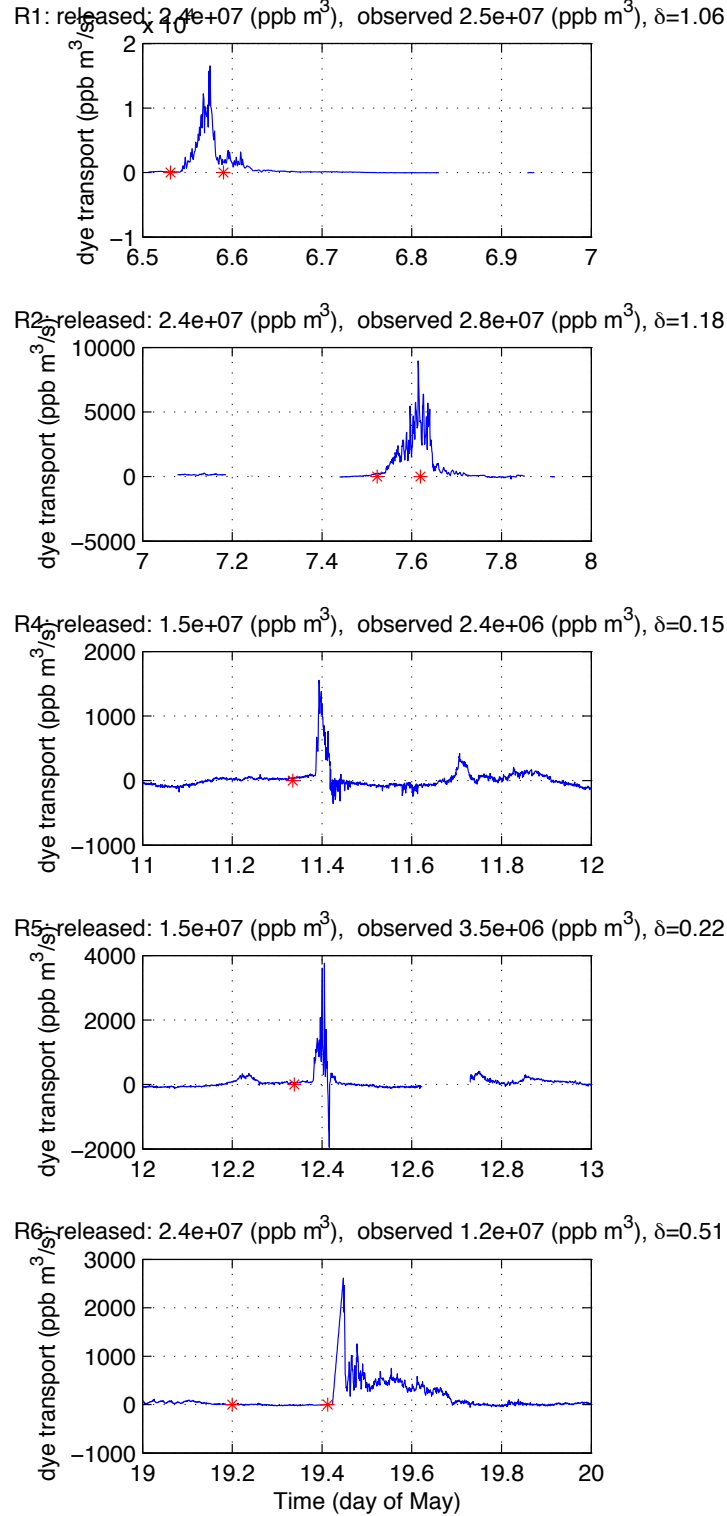 R1: released: 2.4e+07 (ppb m³), observed 2.5e+07 (ppb m³), δ=1.06
x 10⁴
dye transport (ppb m³/s)
2
1
0
−1
6.5 6.6 6.7 6.8 6.9 7
R2: released: 2.4e+07 (ppb m³), observed 2.8e+07 (ppb m³), δ=1.18
dye transport (ppb m³/s)
10000
5000
0
−5000
7 7.2 7.4 7.6 7.8 8
R4: released: 1.5e+07 (ppb m³), observed 2.4e+06 (ppb m³), δ=0.15
dye transport (ppb m³/s)
2000
1000
0
−1000
11 11.2 11.4 11.6 11.8 12
R5: released: 1.5e+07 (ppb m³), observed 3.5e+06 (ppb m³), δ=0.22
dye transport (ppb m³/s)
4000
2000
0
−2000
12 12.2 12.4 12.6 12.8 13
R6: released: 2.4e+07 (ppb m³), observed 1.2e+07 (ppb m³), δ=0.51
dye transport (ppb m³/s)
3000
2000
1000
0
−1000
19 19.2 19.4 19.6 19.8 20
Time (day of May)